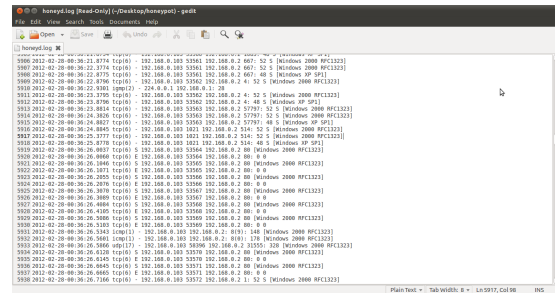 honeyd.log [Read-Only] (~/Desktop/honeypot) - gedit
File Edit View Search Tools Documents Help
Open Save Undo
honeyd.log
5906 2012-02-28-00:36:21.8774 tcp(6) - 192.168.0.103 53561 192.168.0.2 667: 52 S [Windows 2000 RFC1323]
5907 2012-02-28-00:36:22.3774 tcp(6) - 192.168.0.103 53561 192.168.0.2 667: 52 S [Windows 2000 RFC1323]
5908 2012-02-28-00:36:22.8775 tcp(6) - 192.168.0.103 53561 192.168.0.2 667: 48 S [Windows XP SP1]
5909 2012-02-28-00:36:22.8796 tcp(6) - 192.168.0.103 53562 192.168.0.2 4: 52 S [Windows 2000 RFC1323]
5910 2012-02-28-00:36:22.9301 igmp(2) - 224.0.0.1 192.168.0.1: 28
5911 2012-02-28-00:36:23.3795 tcp(6) - 192.168.0.103 53562 192.168.0.2 4: 52 S [Windows 2000 RFC1323]
5912 2012-02-28-00:36:23.8796 tcp(6) - 192.168.0.103 53562 192.168.0.2 4: 48 S [Windows XP SP1]
5913 2012-02-28-00:36:23.8814 tcp(6) - 192.168.0.103 53563 192.168.0.2 57797: 52 S [Windows 2000 RFC1323]
5914 2012-02-28-00:36:24.3826 tcp(6) - 192.168.0.103 53563 192.168.0.2 57797: 52 S [Windows 2000 RFC1323]
5915 2012-02-28-00:36:24.8827 tcp(6) - 192.168.0.103 53563 192.168.0.2 57797: 48 S [Windows XP SP1]
5916 2012-02-28-00:36:24.8845 tcp(6) - 192.168.0.103 1021 192.168.0.2 514: 52 S [Windows 2000 RFC1323]
5917 2012-02-28-00:36:25.3777 tcp(6) - 192.168.0.103 1021 192.168.0.2 514: 52 S [Windows 2000 RFC1323]
5918 2012-02-28-00:36:25.8778 tcp(6) - 192.168.0.103 1021 192.168.0.2 514: 48 S [Windows XP SP1]
5919 2012-02-28-00:36:26.0037 tcp(6) S 192.168.0.103 53564 192.168.0.2 80 [Windows 2000 RFC1323]
5920 2012-02-28-00:36:26.0060 tcp(6) E 192.168.0.103 53564 192.168.0.2 80: 0 0
5921 2012-02-28-00:36:26.1046 tcp(6) S 192.168.0.103 53565 192.168.0.2 80 [Windows 2000 RFC1323]
5922 2012-02-28-00:36:26.1071 tcp(6) E 192.168.0.103 53565 192.168.0.2 80: 0 0
5923 2012-02-28-00:36:26.2055 tcp(6) S 192.168.0.103 53566 192.168.0.2 80 [Windows 2000 RFC1323]
5924 2012-02-28-00:36:26.2076 tcp(6) E 192.168.0.103 53566 192.168.0.2 80: 0 0
5925 2012-02-28-00:36:26.3070 tcp(6) S 192.168.0.103 53567 192.168.0.2 80 [Windows 2000 RFC1323]
5926 2012-02-28-00:36:26.3089 tcp(6) E 192.168.0.103 53567 192.168.0.2 80: 0 0
5927 2012-02-28-00:36:26.4084 tcp(6) S 192.168.0.103 53568 192.168.0.2 80 [Windows 2000 RFC1323]
5928 2012-02-28-00:36:26.4105 tcp(6) E 192.168.0.103 53568 192.168.0.2 80: 0 0
5929 2012-02-28-00:36:26.5086 tcp(6) S 192.168.0.103 53569 192.168.0.2 80 [Windows 2000 RFC1323]
5930 2012-02-28-00:36:26.5103 tcp(6) E 192.168.0.103 53569 192.168.0.2 80: 0 0
5931 2012-02-28-00:36:26.5343 icmp(1) - 192.168.0.103 192.168.0.2: 8(9): 148 [Windows 2000 RFC1323]
5932 2012-02-28-00:36:26.5601 icmp(1) - 192.168.0.103 192.168.0.2: 8(0): 178 [Windows 2000 RFC1323]
5933 2012-02-28-00:36:26.5866 udp(17) - 192.168.0.103 58396 192.168.0.2 31555: 328 [Windows 2000 RFC1323]
5934 2012-02-28-00:36:26.6128 tcp(6) S 192.168.0.103 53570 192.168.0.2 80 [Windows 2000 RFC1323]
5935 2012-02-28-00:36:26.6145 tcp(6) E 192.168.0.103 53570 192.168.0.2 80: 0 0
5936 2012-02-28-00:36:26.6645 tcp(6) S 192.168.0.103 53571 192.168.0.2 80 [Windows 2000 RFC1323]
5937 2012-02-28-00:36:26.6665 tcp(6) E 192.168.0.103 53571 192.168.0.2 80: 0 0
5938 2012-02-28-00:36:26.7166 tcp(6) - 192.168.0.103 53572 192.168.0.2 1: 52 S [Windows 2000 RFC1323]
Plain Text Tab Width: 8 Ln 5917, Col 98 INS